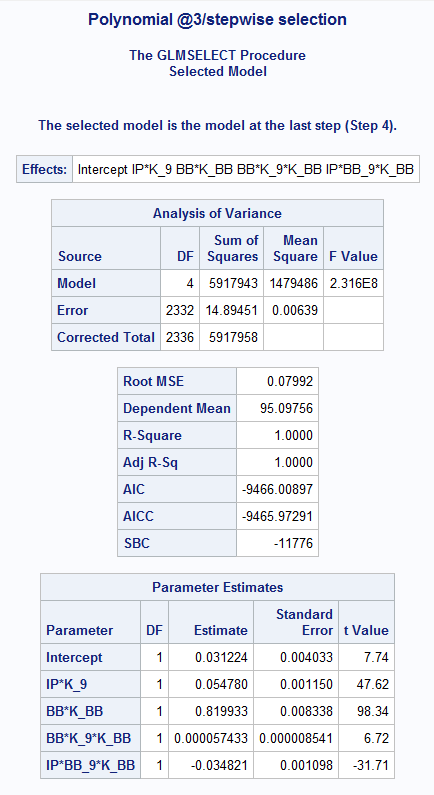 Polynomial @3/stepwise selection
The GLMSELECT Procedure
Selected Model
The selected model is the model at the last step (Step 4).
Effects: Intercept IP*K_9 BB*K_BB BB*K_9*K_BB IP*BB_9*K_BB
Analysis of Variance
Source DF Sum of Squares Mean Square F Value
Model 4 5917943 1479486 2.316E8
Error 2332 14.89451 0.00639
Corrected Total 2336 5917958
Root MSE 0.07992
Dependent Mean 95.09756
R-Square 1.0000
Adj R-Sq 1.0000
AIC -9466.00897
AICC -9465.97291
SBC -11776
Parameter Estimates
Parameter DF Estimate Standard Error t Value
Intercept 1 0.031224 0.004033 7.74
IP*K_9 1 0.054780 0.001150 47.62
BB*K_BB 1 0.819933 0.008338 98.34
BB*K_9*K_BB 1 0.000057433 0.000008541 6.72
IP*BB_9*K_BB 1 -0.034821 0.001098 -31.71